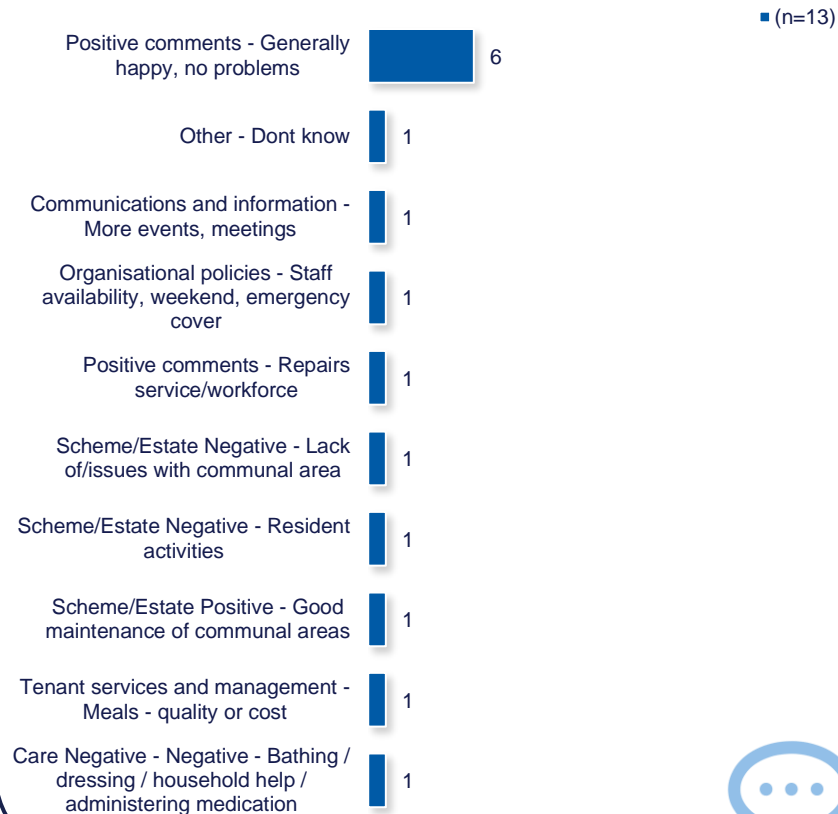 (n=13)
Positive comments - Generally
happy, no problems
6
Other - Dont know
1
Communications and information -
More events, meetings
1
Organisational policies - Staff
availability, weekend, emergency
cover
1
Positive comments - Repairs
service/workforce
1
Scheme/Estate Negative - Lack
of/issues with communal area
1
Scheme/Estate Negative - Resident
activities
1
Scheme/Estate Positive - Good
maintenance of communal areas
1
Tenant services and management -
Meals - quality or cost
1
Care Negative - Negative - Bathing /
dressing / household help /
administering medication
1